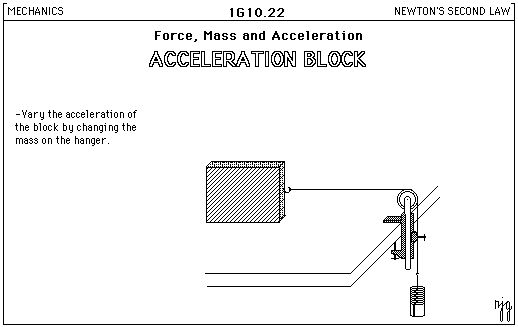 MECHANICS
1G10.22
NEWTON'S SECOND LAW
Force, Mass and Acceleration
ACCELERATION BLOCK
-Vary the acceleration of
the block by changing the
mass on the hanger.